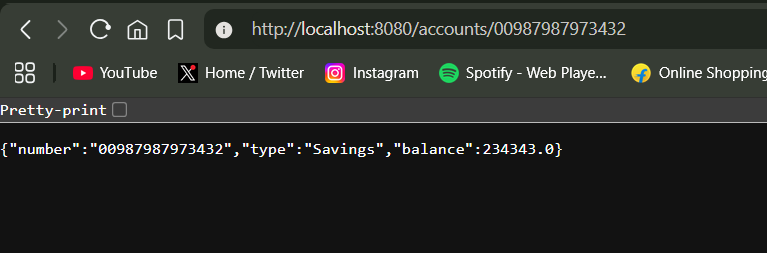 http://localhost:8080/accounts/00987987973432
YouTube Home / Twitter Instagram Spotify - Web Playe... Online Shopping
Pretty-print
{"number":"00987987973432","type":"Savings","balance":234343.0}